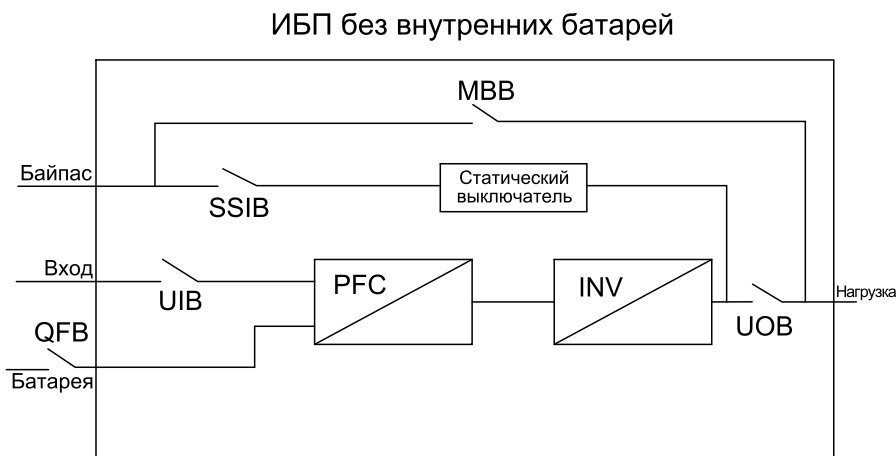 ИБП без внутренних батарей
MBB
Байпас
SSIB
Статический
выключатель
Вход
UIB
PFC
INV
UOB
Нагрузка
QFB
Батарея